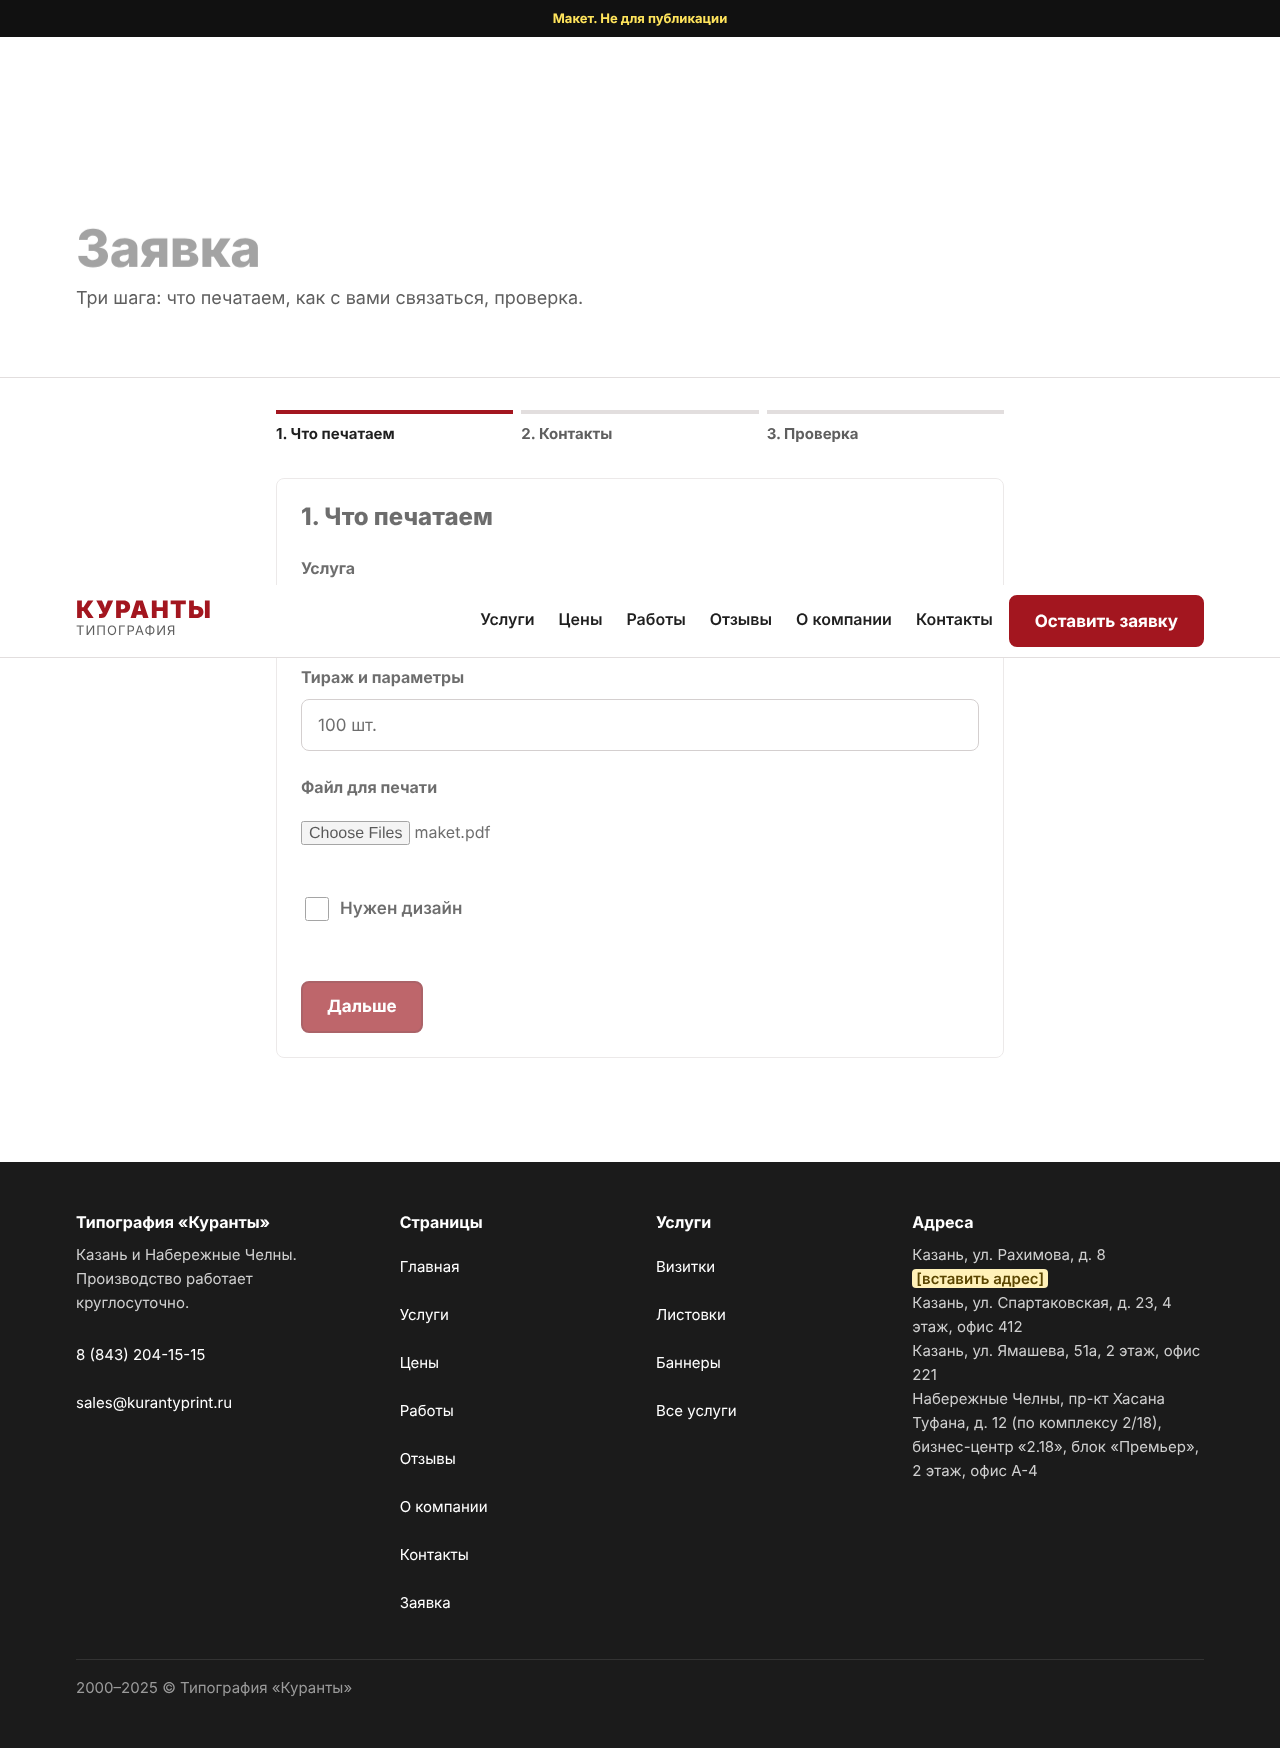 Макет. Не для публикации
Заявка
Три шага: что печатаем, как с вами связаться, проверка.
1. Что печатаем
2. Контакты
3. Проверка
1. Что печатаем
Услуга
КУРАНТЫ
ТИПОГРАФИЯ
Услуги
Цены
Работы
Отзывы
О компании
Контакты
Оставить заявку
Тираж и параметры
100 шт.
Файл для печати
Choose Files maket.pdf
Нужен дизайн
Дальше
Типография «Куранты»
Казань и Набережные Челны.
Производство работает
круглосуточно.
8 (843) 204-15-15
sales@kurantyprint.ru
Страницы
Главная
Услуги
Цены
Работы
Отзывы
О компании
Контакты
Заявка
Услуги
Визитки
Листовки
Баннеры
Все услуги
Адреса
Казань, ул. Рахимова, д. 8
[вставить адрес]
Казань, ул. Спартаковская, д. 23, 4
этаж, офис 412
Казань, ул. Ямашева, 51а, 2 этаж, офис
221
Набережные Челны, пр-кт Хасана
Туфана, д. 12 (по комплексу 2/18),
бизнес-центр «2.18», блок «Премьер»,
2 этаж, офис А-4
2000–2025 © Типография «Куранты»